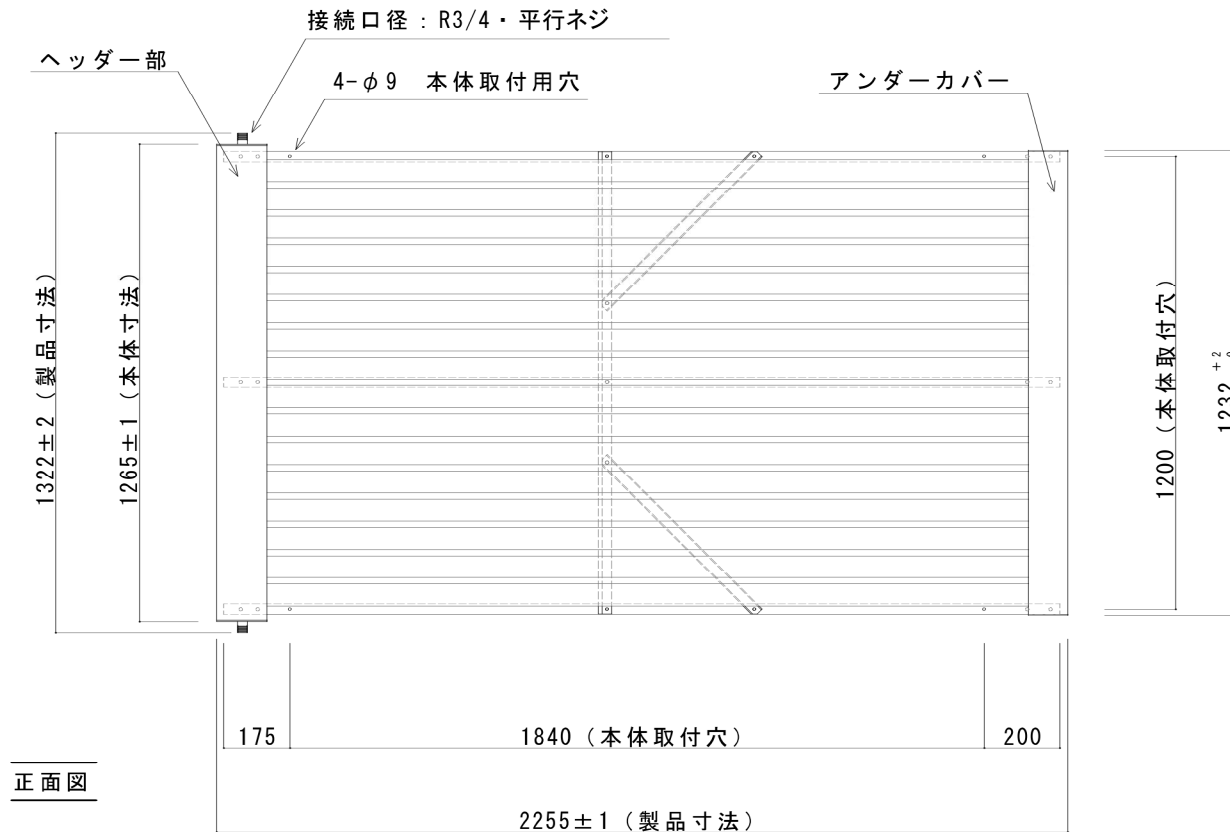 接続口径：R3/4・平行ネジ
ヘッダー部
4-φ9　本体取付用穴
アンダーカバー
1322±2（製品寸法）
1265±1（本体寸法）
1200（本体取付穴）
1232 +2
175
1840（本体取付穴）
200
正面図
2255±1（製品寸法）